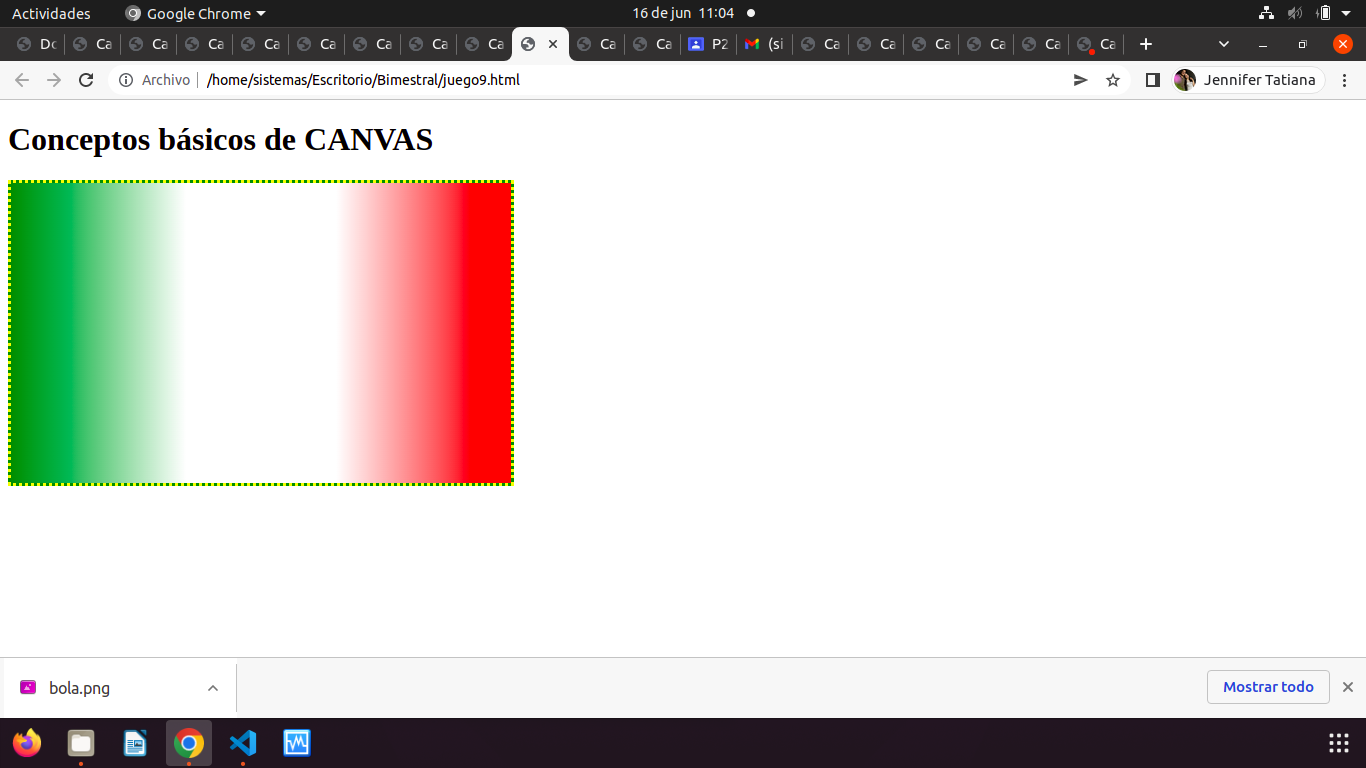 Actividades Google Chrome 16 de jun 11:04
Dc Ca Ca Ca Ca Ca Ca Ca Ca Ca Ca P2 (si Ca Ca Ca Ca Ca Ca
Archivo /home/sistemas/Escritorio/Bimestral/juego9.html Jennifer Tatiana
Conceptos básicos de CANVAS
bola.png Mostrar todo